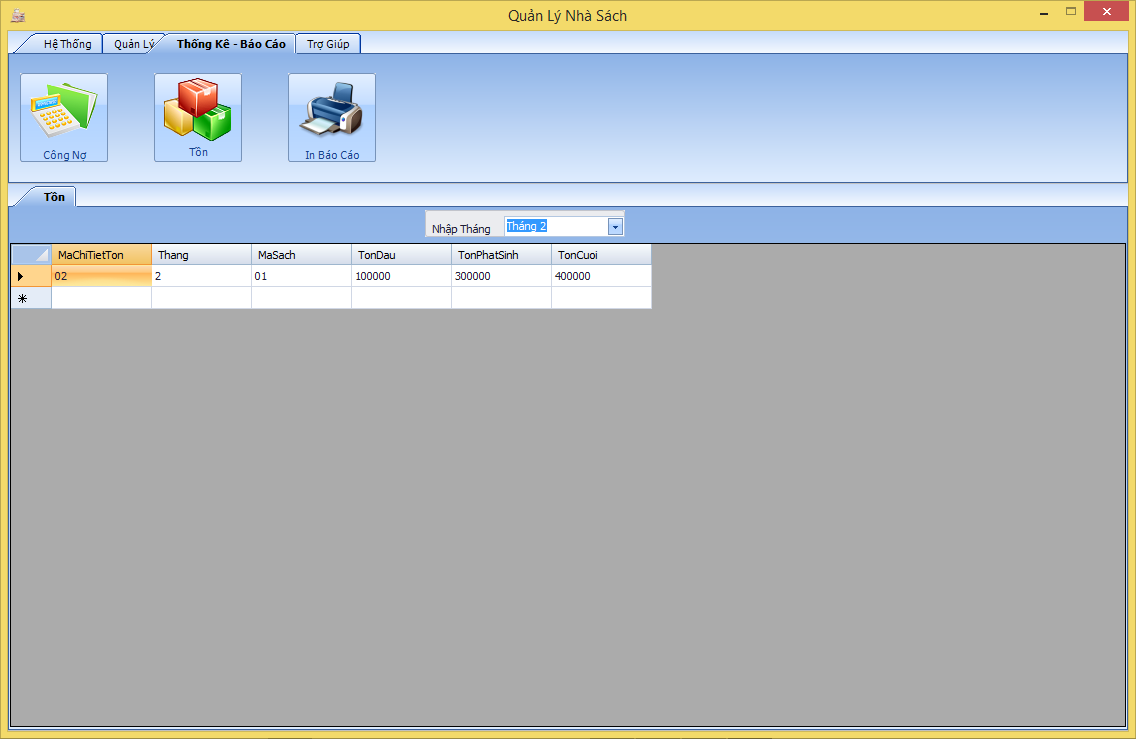 Quản Lý Nhà Sách
Hệ Thống Quản Lý Thống Kê - Báo Cáo Trợ Giúp
Công Nợ Tồn In Báo Cáo
Tồn
Nhập Tháng Tháng 2
MaChiTietTon Thang MaSach TonDau TonPhatSinh TonCuoi
02 2 01 100000 300000 400000